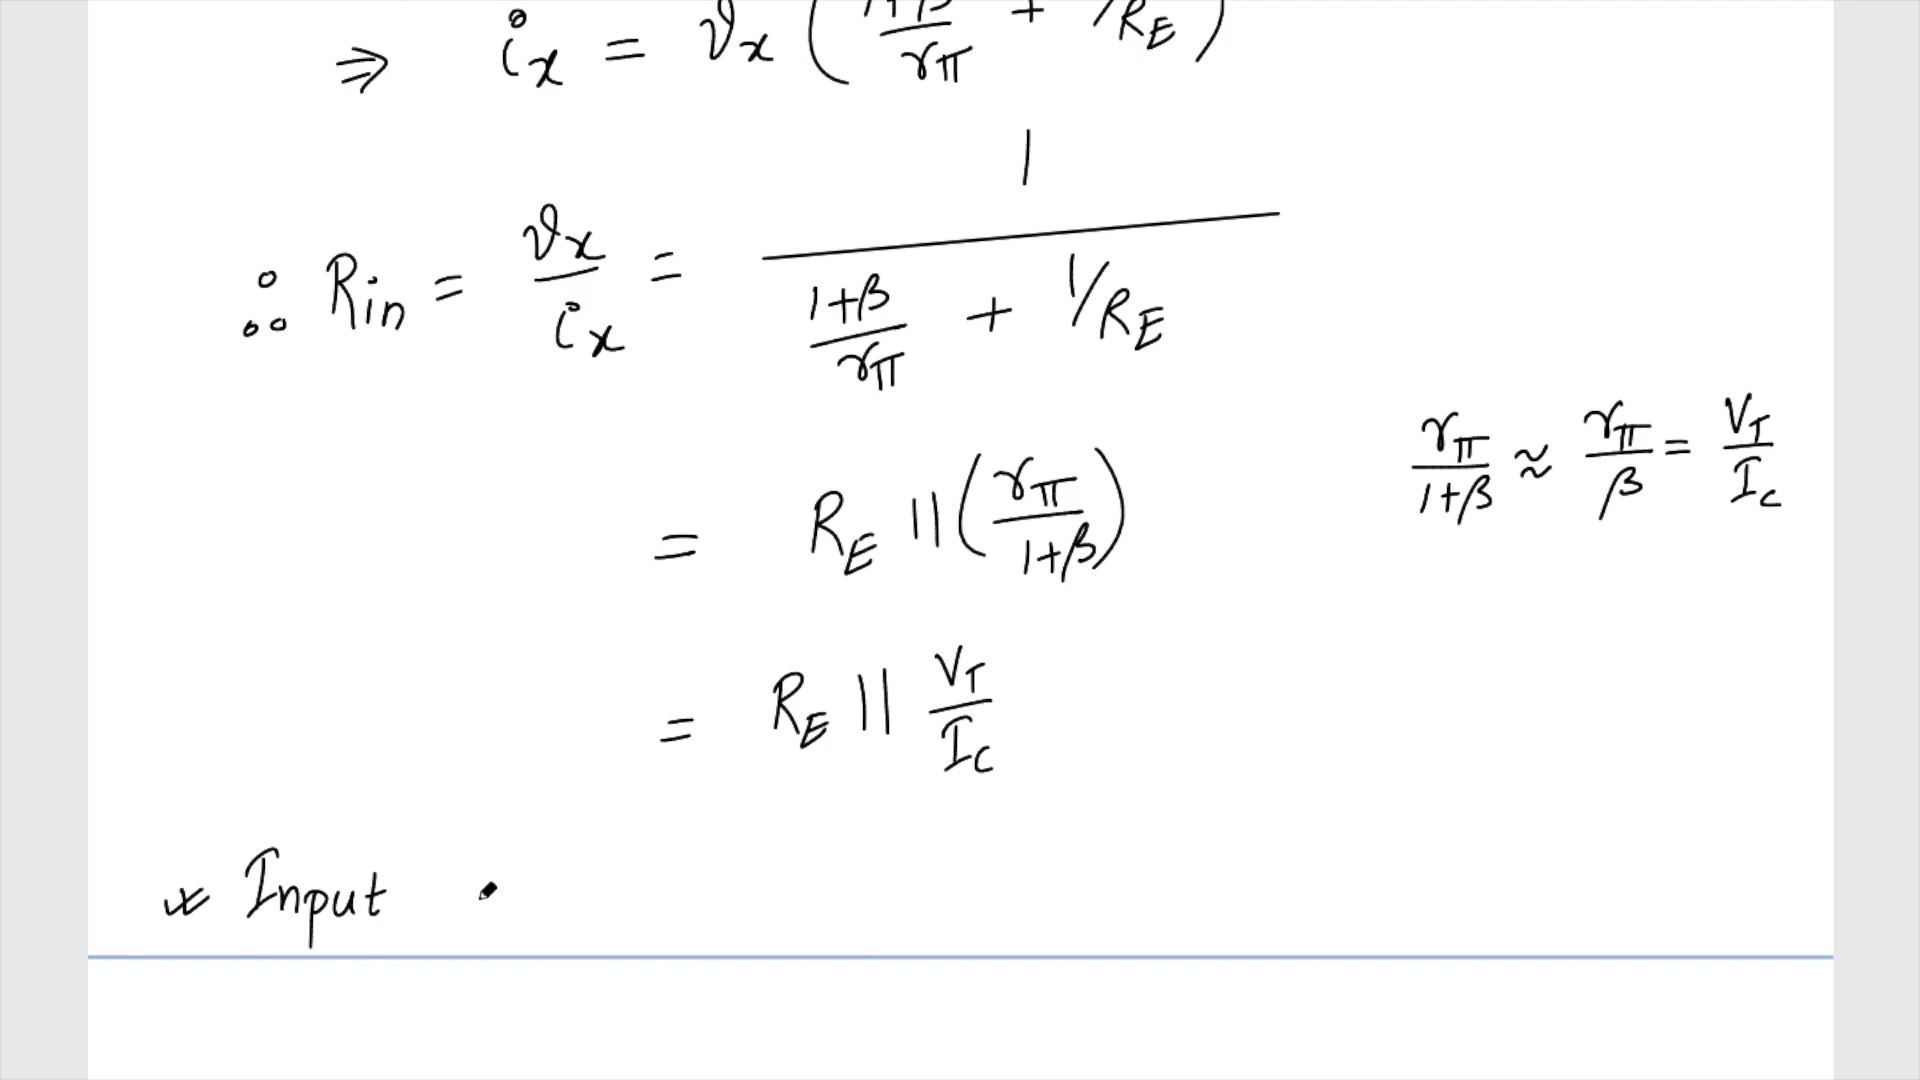 ⇒ i_x = v_x ( (1+β)/r_π + 1/R_E )
∴ R_in = v_x / i_x = 1 / ( (1+β)/r_π + 1/R_E )
= R_E || ( r_π / (1+β) )
r_π/(1+β) ≈ r_π/β = V_T/I_C
= R_E || V_T/I_C
* Input